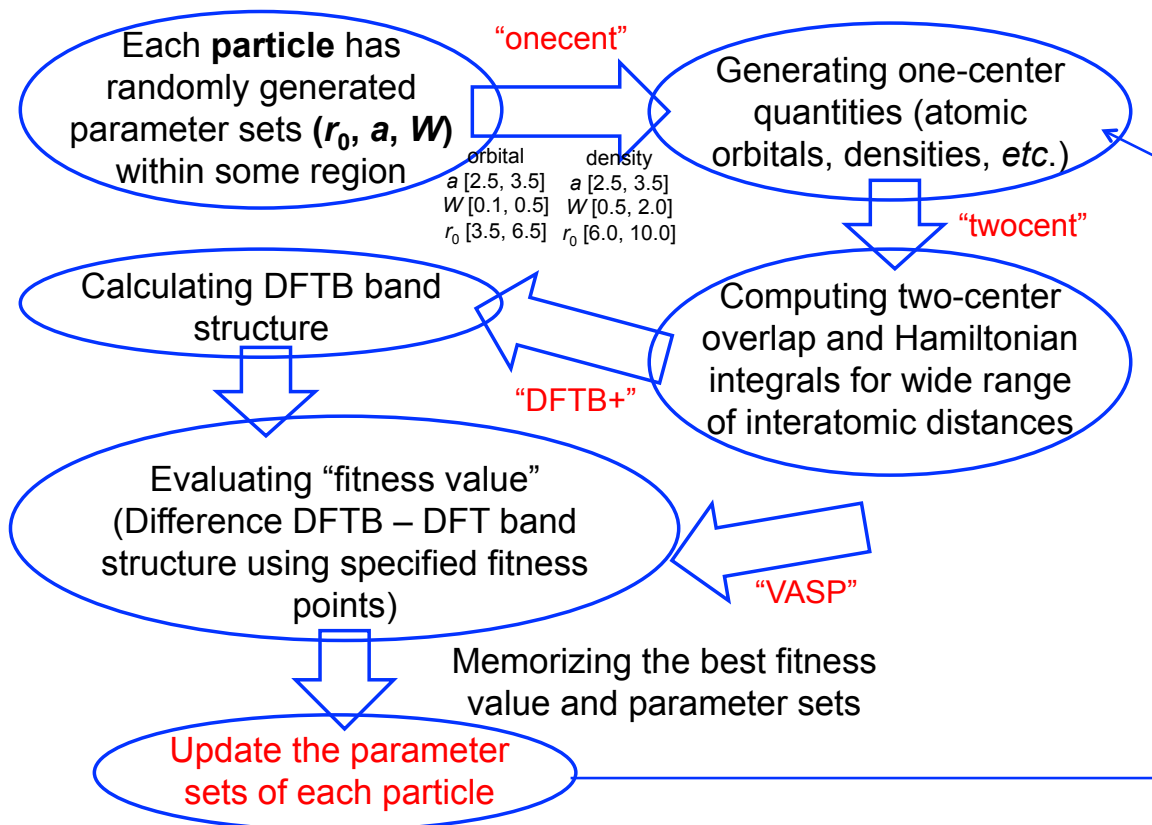 Each particle has
randomly generated
parameter sets (r0, a, W)
within some region
“onecent”
orbital
a [2.5, 3.5]
W [0.1, 0.5]
r0 [3.5, 6.5]
density
a [2.5, 3.5]
W [0.5, 2.0]
r0 [6.0, 10.0]
Generating one-center
quantities (atomic
orbitals, densities, etc.)
“twocent”
Computing two-center
overlap and Hamiltonian
integrals for wide range
of interatomic distances
“DFTB+”
Calculating DFTB band
structure
Evaluating “fitness value”
(Difference DFTB – DFT band
structure using specified fitness
points)
“VASP”
Memorizing the best fitness
value and parameter sets
Update the parameter
sets of each particle